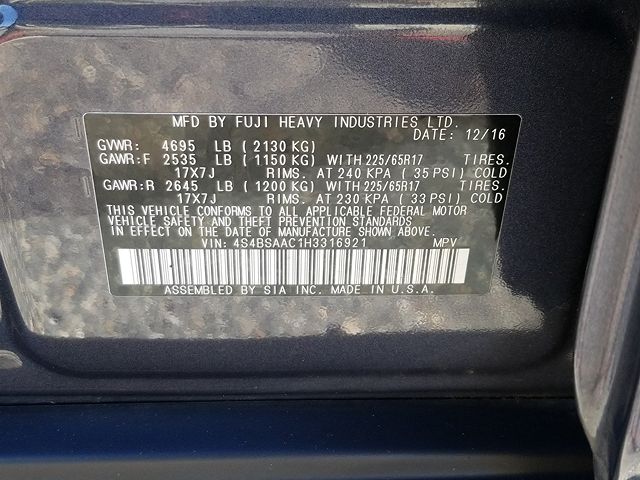 MFD BY FUJI HEAVY INDUSTRIES LTD.
DATE: 12/16
GVWR: 4695 LB ( 2130 KG)
GAWR:F 2535 LB ( 1150 KG) WITH 225/65R17 TIRES.
17X7J RIMS. AT 240 KPA ( 35 PSI) COLD
GAWR:R 2645 LB ( 1200 KG) WITH 225/65R17 TIRES.
17X7J RIMS. AT 230 KPA ( 33 PSI) COLD
THIS VEHICLE CONFORMS TO ALL APPLICABLE FEDERAL MOTOR
VEHICLE SAFETY AND THEFT PREVENTION STANDARDS
IN EFFECT ON THE DATE OF MANUFACTURE SHOWN ABOVE.
VIN: 4S4BSAAC1H3316921 MPV
ASSEMBLED BY SIA INC. MADE IN U.S.A.